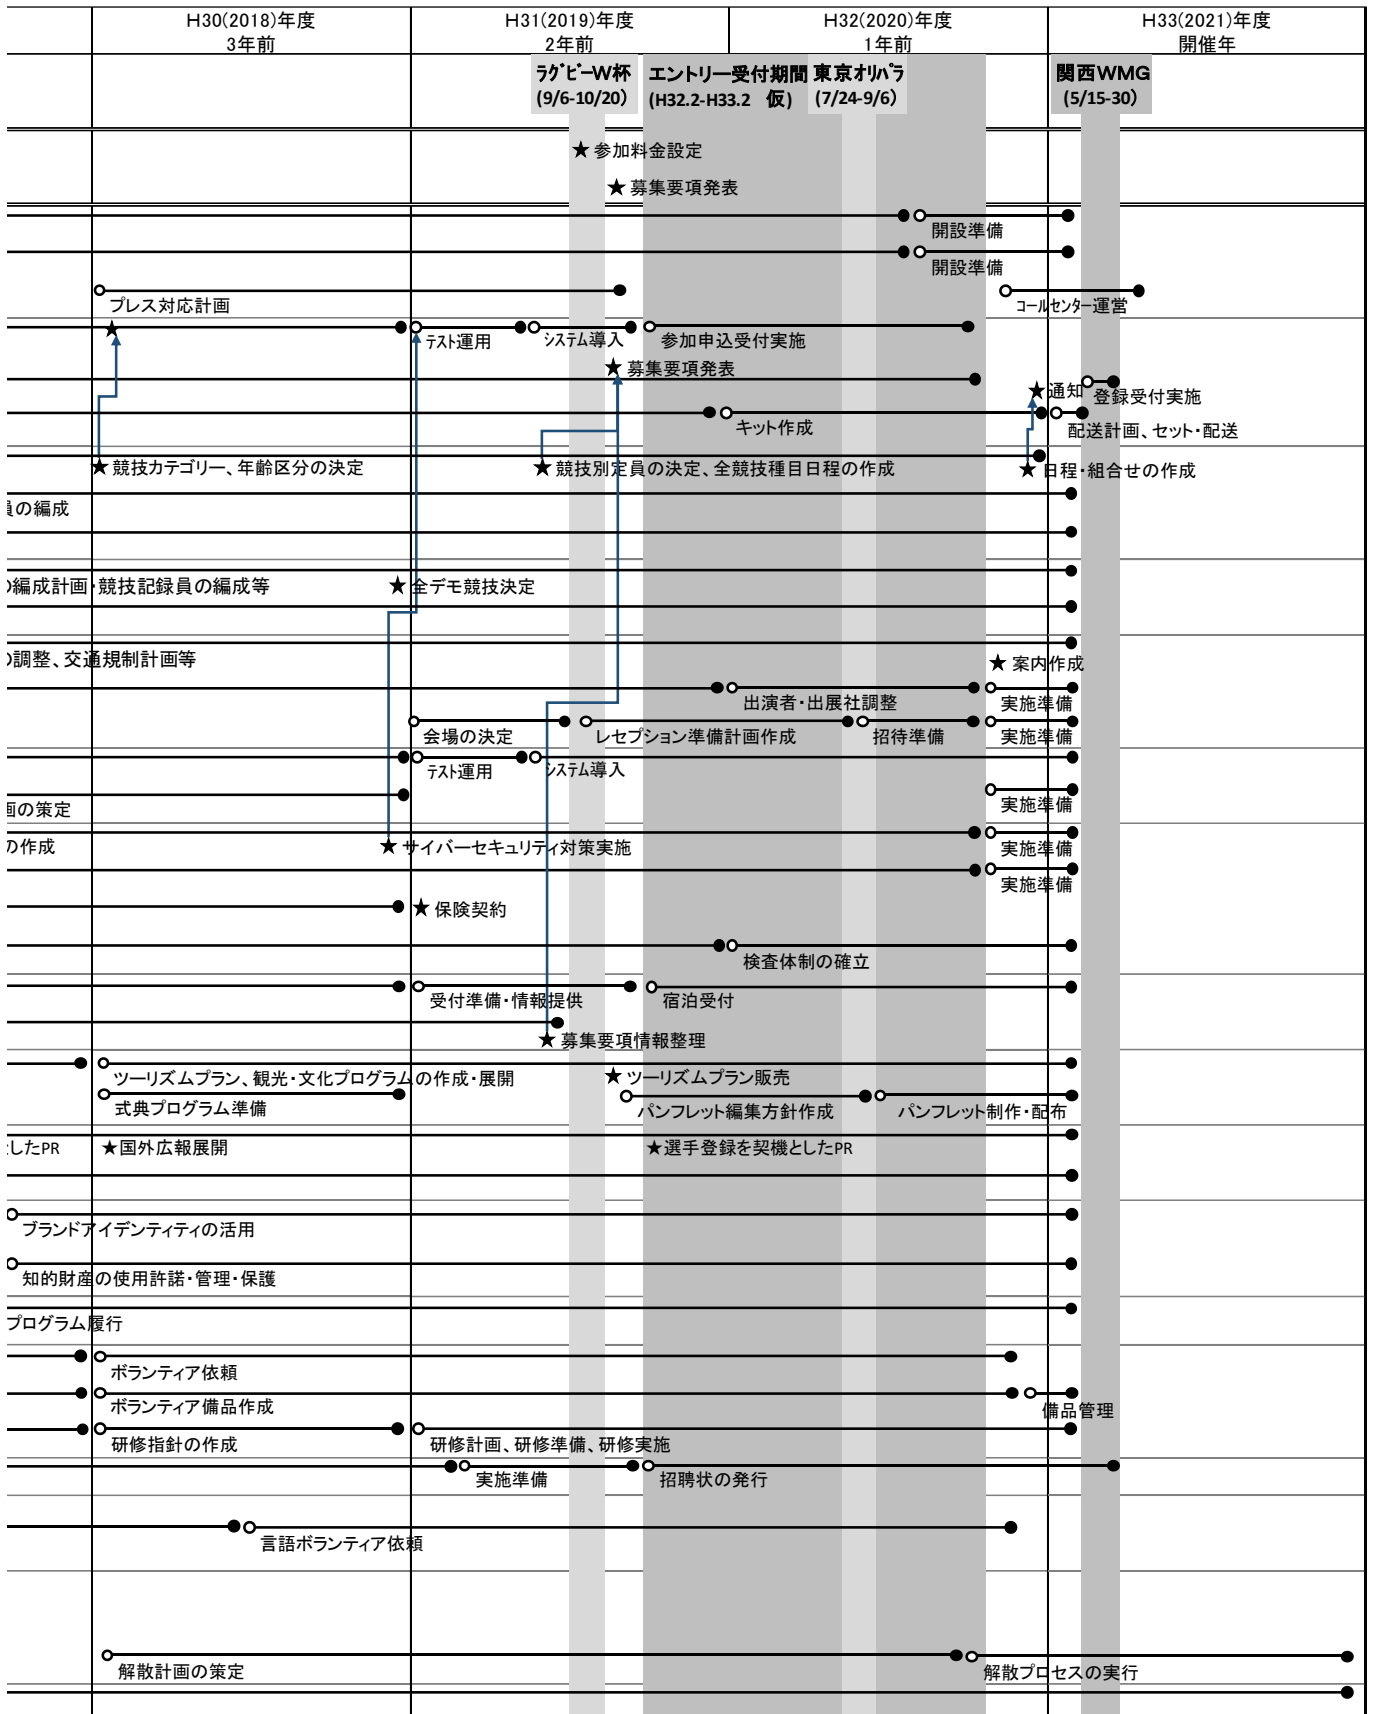 H30(2018)年度
3年前
H31(2019)年度
2年前
H32(2020)年度
1年前
H33(2021)年度
開催年
ﾗｸﾞﾋﾞｰW杯
(9/6-10/20)
エントリー受付期間
(H32.2-H33.2 仮)
東京ｵﾘﾊﾟﾗ
(7/24-9/6)
関西WMG
(5/15-30)
★参加料金設定
★募集要項発表
開設準備
開設準備
プレス対応計画
ｺｰﾙｾﾝﾀｰ運営
★
ﾃｽﾄ運用
ｼｽﾃﾑ導入
参加申込受付実施
★募集要項発表
★通知
登録受付実施
キット作成
配送計画、セット・配送
★競技カテゴリー、年齢区分の決定
★競技別定員の決定、全競技種目日程の作成
★日程・組合せの作成
員の編成
の編成計画・競技記録員の編成等
★全デモ競技決定
の調整、交通規制計画等
★案内作成
出演者・出展社調整
実施準備
会場の決定
レセプション準備計画作成
招待準備
実施準備
ﾃｽﾄ運用
ｼｽﾃﾑ導入
画の策定
実施準備
の作成
★サイバーセキュリティ対策実施
実施準備
実施準備
★保険契約
検査体制の確立
受付準備・情報提供
宿泊受付
★募集要項情報整理
ツーリズムプラン、観光・文化プログラムの作成・展開
★ツーリズムプラン販売
式典プログラム準備
パンフレット編集方針作成
パンフレット制作・配布
としたPR
★国外広報展開
★選手登録を契機としたPR
ブランドアイデンティティの活用
知的財産の使用許諾・管理・保護
プログラム履行
ボランティア依頼
ボランティア備品作成
備品管理
研修指針の作成
研修計画、研修準備、研修実施
実施準備
招聘状の発行
言語ボランティア依頼
解散計画の策定
解散プロセスの実行